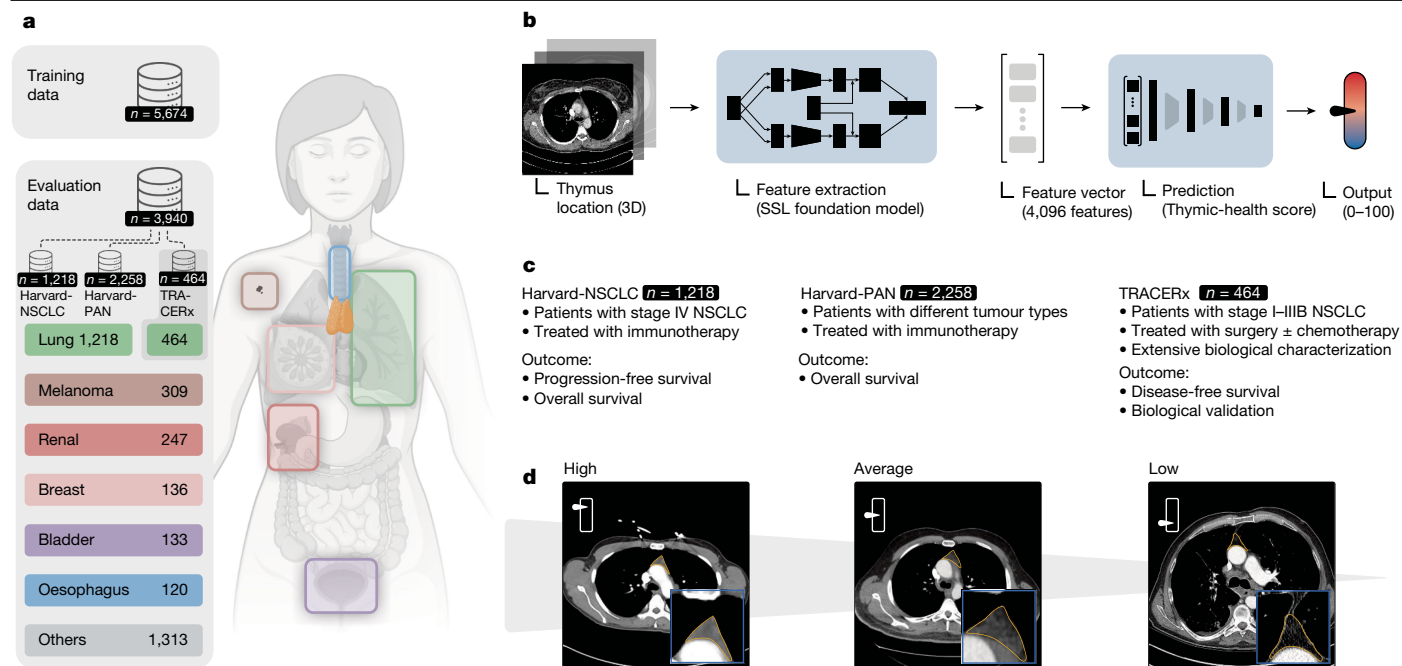 a
Training
data
n = 5,674
Evaluation
data
n = 3,940
n = 1,218
n = 2,258
n = 464
Harvard-
NSCLC
Harvard-
PAN
TRA-
CERx
Lung 1,218
464
Melanoma 309
Renal 247
Breast 136
Bladder 133
Oesophagus 120
Others 1,313
b
Thymus
location (3D)
Feature extraction
(SSL foundation model)
Feature vector
(4,096 features)
Prediction
(Thymic-health score)
Output
(0–100)
c
Harvard-NSCLC n = 1,218
• Patients with stage IV NSCLC
• Treated with immunotherapy
Outcome:
• Progression-free survival
• Overall survival
Harvard-PAN n = 2,258
• Patients with different tumour types
• Treated with immunotherapy
Outcome:
• Overall survival
TRACERx n = 464
• Patients with stage I–IIIB NSCLC
• Treated with surgery ± chemotherapy
• Extensive biological characterization
Outcome:
• Disease-free survival
• Biological validation
d
High
Average
Low